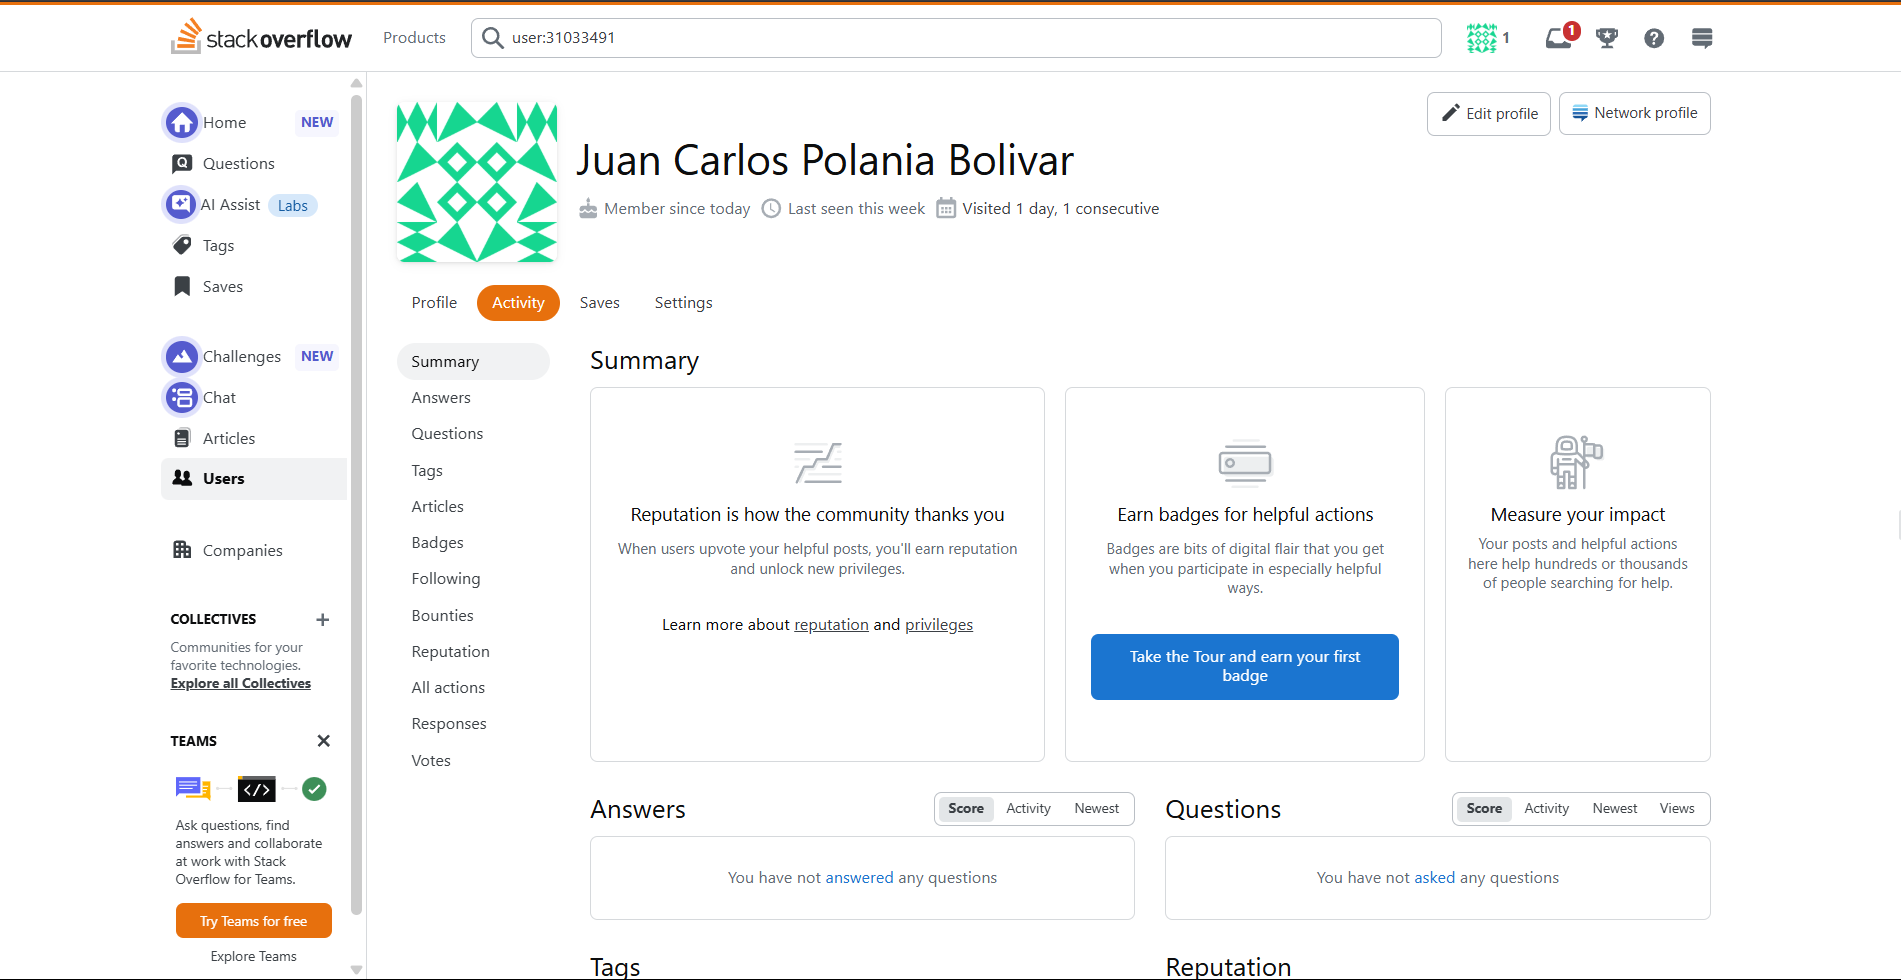 stack overflow
Products
user:31033491
1
1
Home
NEW
Questions
AI Assist
Labs
Tags
Saves
Challenges
NEW
Chat
Articles
Users
Companies
COLLECTIVES
Communities for your
favorite technologies.
Explore all Collectives
TEAMS
</>
Ask questions, find
answers and collaborate
at work with Stack
Overflow for Teams.
Try Teams for free
Explore Teams
Edit profile
Network profile
Juan Carlos Polania Bolivar
Member since today
Last seen this week
Visited 1 day, 1 consecutive
Profile
Activity
Saves
Settings
Summary
Answers
Questions
Tags
Articles
Badges
Following
Bounties
Reputation
All actions
Responses
Votes
Summary
Reputation is how the community thanks you
When users upvote your helpful posts, you'll earn reputation
and unlock new privileges.
Learn more about reputation and privileges
Earn badges for helpful actions
Badges are bits of digital flair that you get
when you participate in especially helpful
ways.
Take the Tour and earn your first
badge
Measure your impact
Your posts and helpful actions
here help hundreds or thousands
of people searching for help.
Answers
Score
Activity
Newest
You have not answered any questions
Questions
Score
Activity
Newest
Views
You have not asked any questions
Tags
Reputation